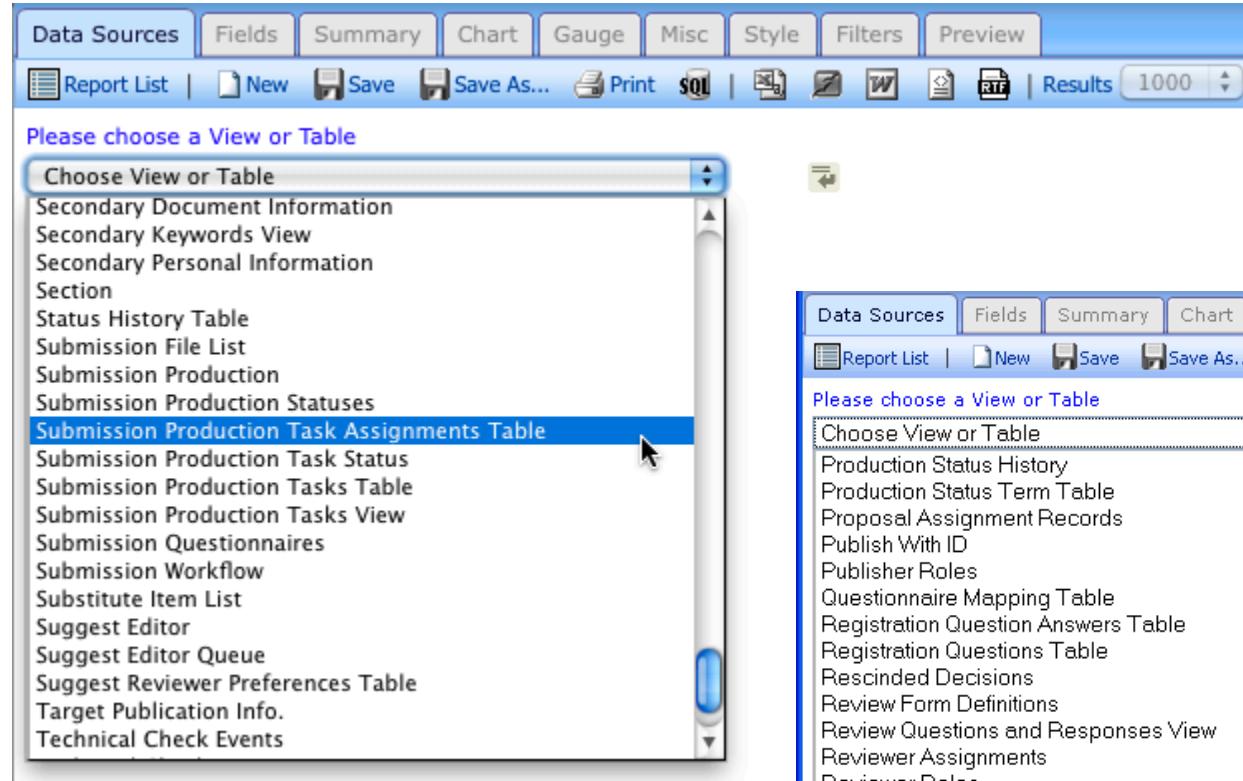 Data Sources Fields Summary Chart Gauge Misc Style Filters Preview
Report List | New Save Save As... Print SQL | W RTF | Results 1000
Please choose a View or Table
Choose View or Table
Secondary Document Information
Secondary Keywords View
Secondary Personal Information
Section
Status History Table
Submission File List
Submission Production
Submission Production Statuses
Submission Production Task Assignments Table
Submission Production Task Status
Submission Production Tasks Table
Submission Production Tasks View
Submission Questionnaires
Submission Workflow
Substitute Item List
Suggest Editor
Suggest Editor Queue
Suggest Reviewer Preferences Table
Target Publication Info.
Technical Check Events
Data Sources Fields Summary Chart
Report List | New Save Save As..
Please choose a View or Table
Choose View or Table
Production Status History
Production Status Term Table
Proposal Assignment Records
Publish With ID
Publisher Roles
Questionnaire Mapping Table
Registration Question Answers Table
Registration Questions Table
Rescinded Decisions
Review Form Definitions
Review Questions and Responses View
Reviewer Assignments